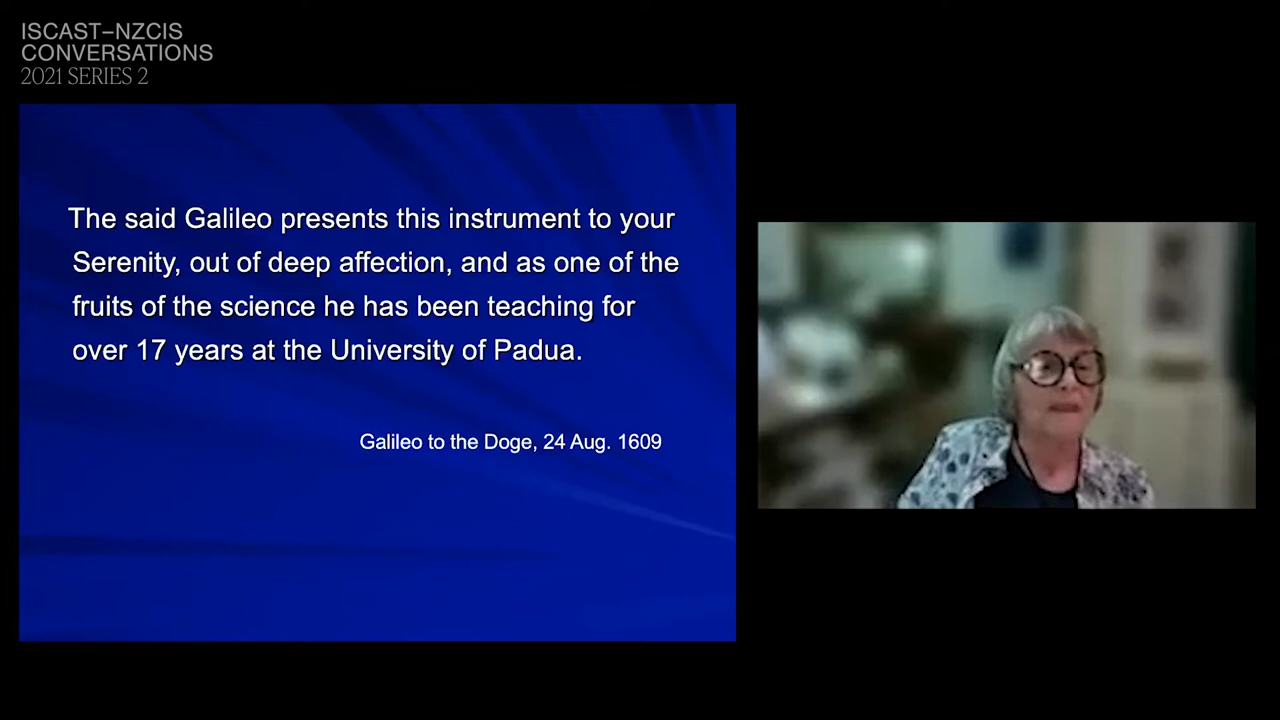 ISCAST–NZCIS
CONVERSATIONS
2021 SERIES 2
The said Galileo presents this instrument to your
Serenity, out of deep affection, and as one of the
fruits of the science he has been teaching for
over 17 years at the University of Padua.
Galileo to the Doge, 24 Aug. 1609